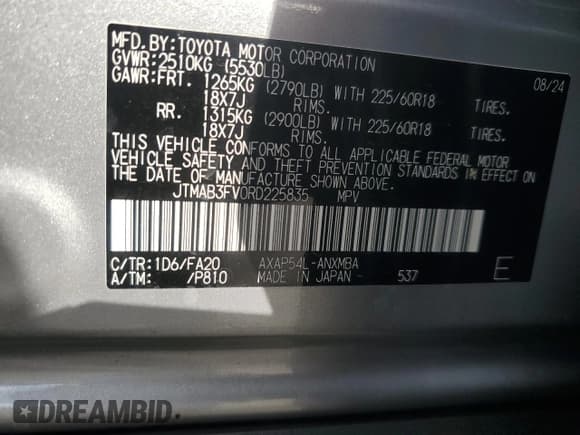 MFD.BY:TOYOTA MOTOR CORPORATION 08/24
GVWR:2510KG (5530LB)
GAWR:FRT. 1265KG (2790LB) WITH 225/60R18 TIRES.
18X7J RIMS.
RR. 1315KG (2900LB) WITH 225/60R18 TIRES.
18X7J RIMS.
THIS VEHICLE CONFORMS TO ALL APPLICABLE FEDERAL MOTOR
VEHICLE SAFETY AND THEFT PREVENTION STANDARDS IN EFFECT ON
THE DATE OF MANUFACTURE SHOWN ABOVE.
JTMAB3FV0RD225835 MPV
C/TR:1D6/FA20 AXAP54L-ANXMBA
A/TM: /P810 MADE IN JAPAN 537 E
DREAMBID.COM